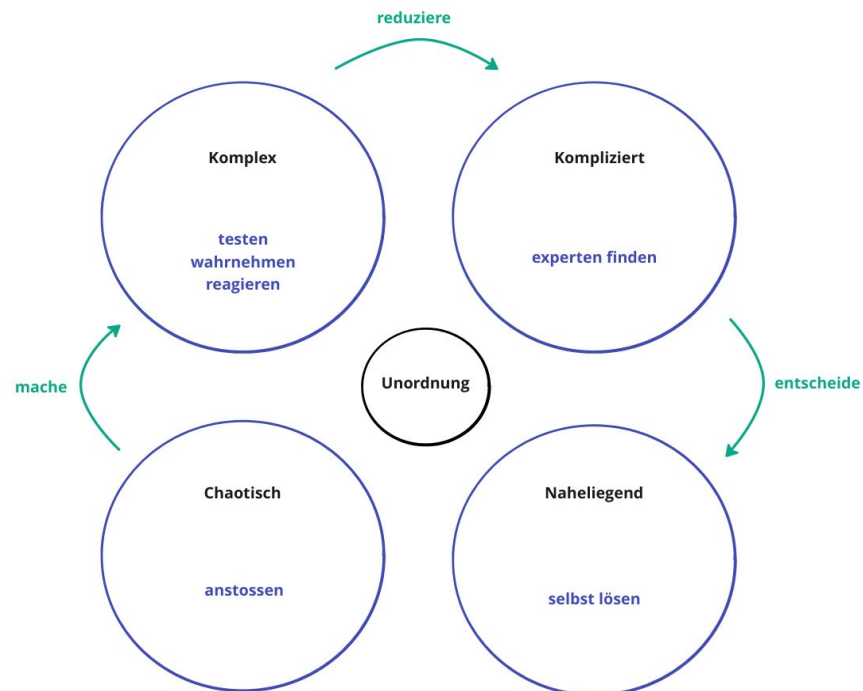 reduziere
Komplex
Kompliziert
testen
wahrnehmen
reagieren
experten finden
Unordnung
mache
entscheide
Chaotisch
Naheliegend
anstossen
selbst lösen